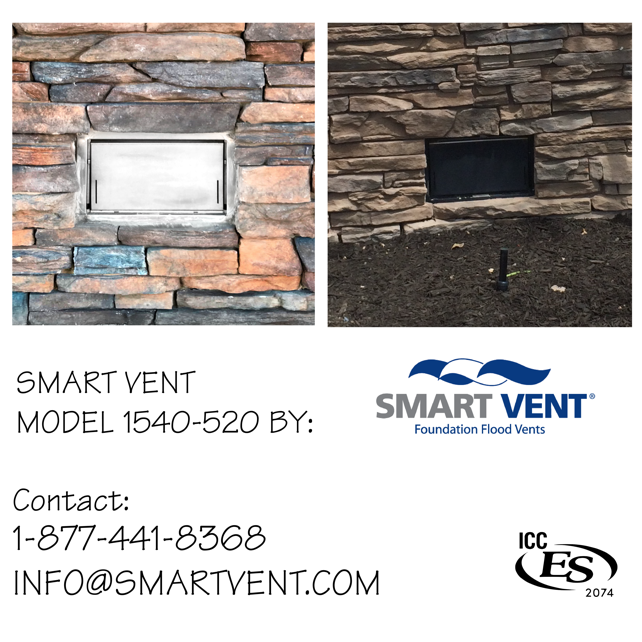 SMART VENT
MODEL 1540-520 BY:
SMART VENT®
Foundation Flood Vents
Contact:
1-877-441-8368
INFO@SMARTVENT.COM
ICC
ES
2074